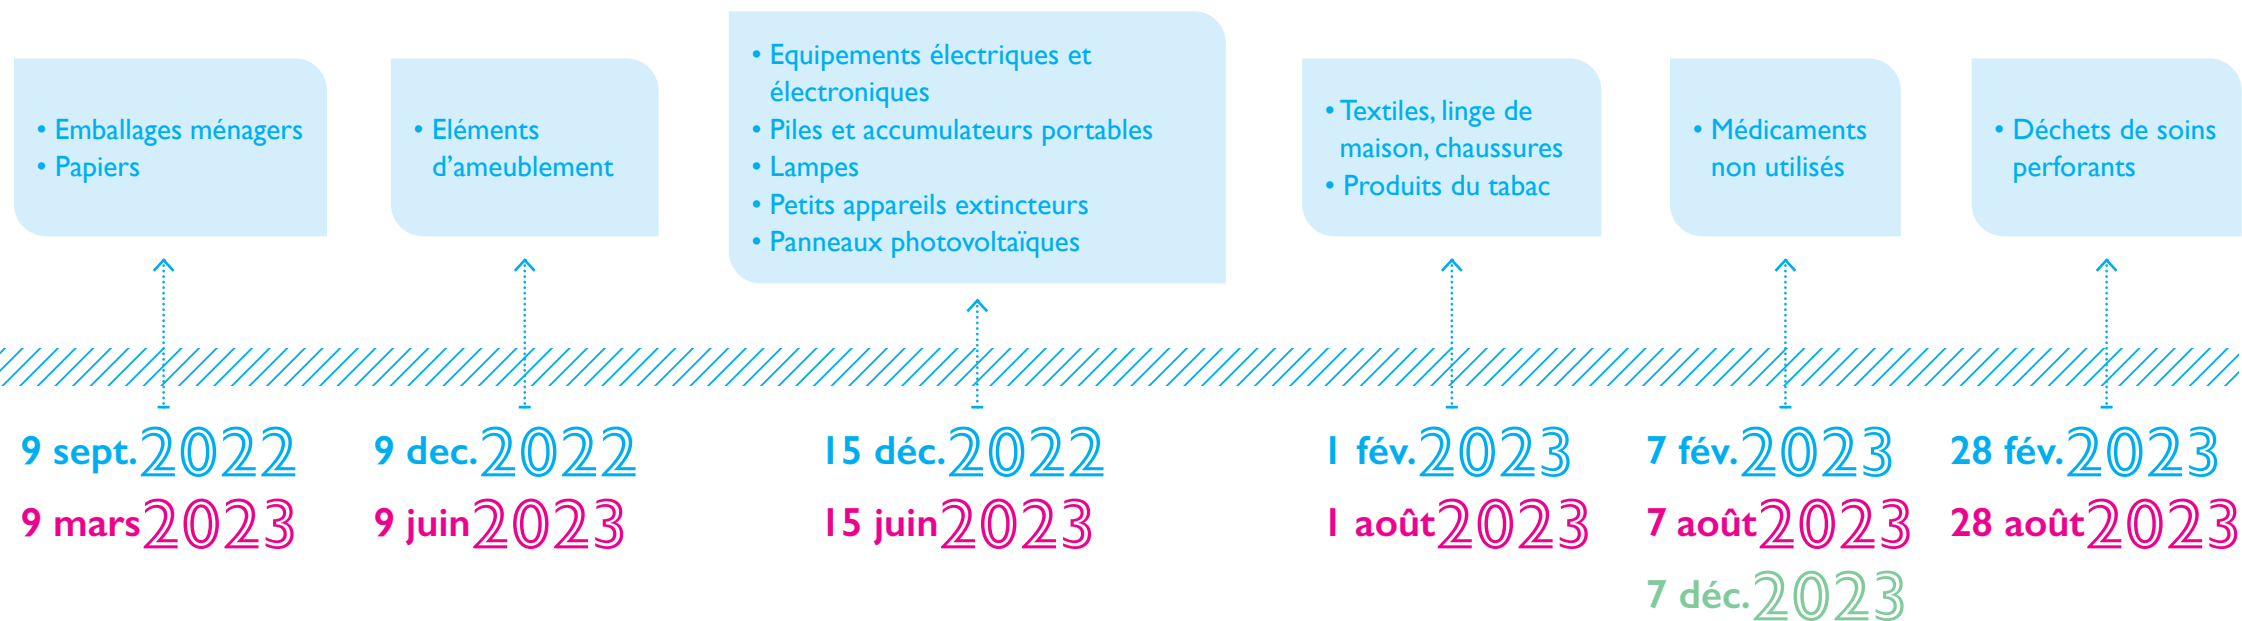 • Emballages ménagers
• Papiers
• Eléments
d’ameublement
• Equipements électriques et
électroniques
• Piles et accumulateurs portables
• Lampes
• Petits appareils extincteurs
• Panneaux photovoltaïques
• Textiles, linge de
maison, chaussures
• Produits du tabac
• Médicaments
non utilisés
• Déchets de soins
perforants
9 sept. 2022
9 mars 2023
9 dec. 2022
9 juin 2023
15 déc. 2022
15 juin 2023
1 fév. 2023
1 août 2023
7 fév. 2023
7 août 2023
7 déc. 2023
28 fév. 2023
28 août 2023